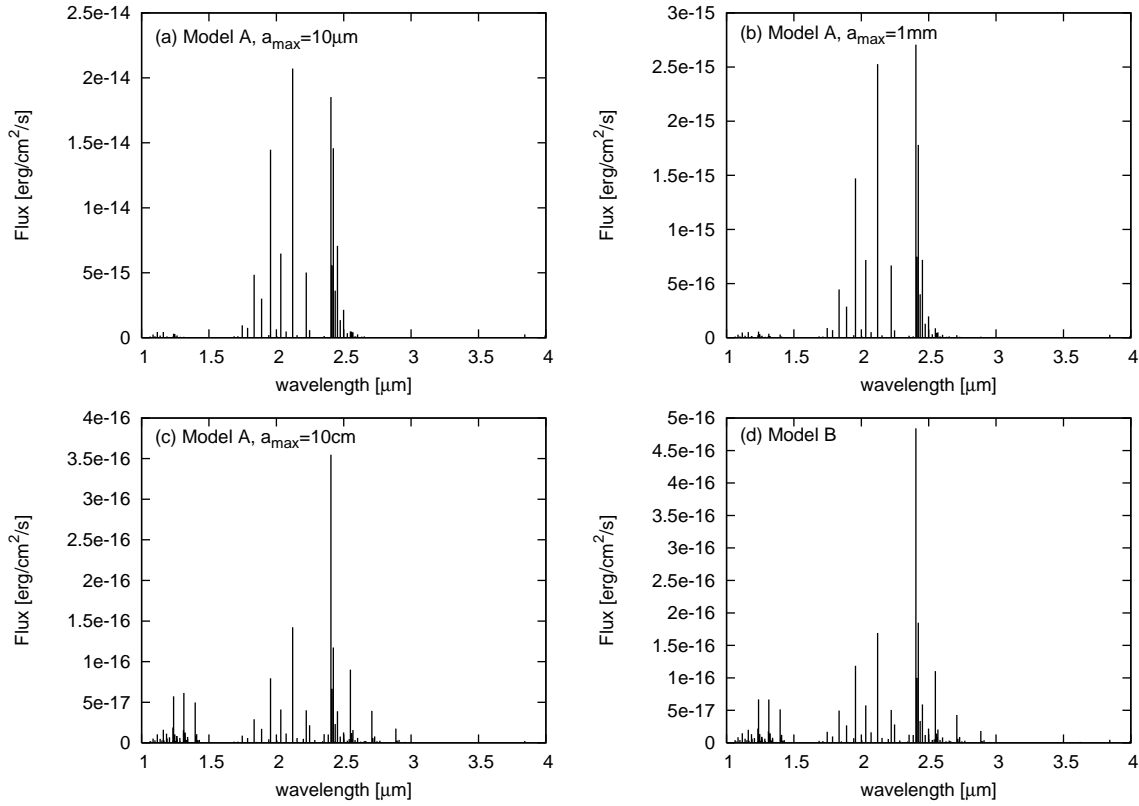 2.5e-14
2e-14
1.5e-14
1e-14
5e-15
0
Flux [erg/cm²/s]
(a) Model A, aₘₐₓ=10μm
1 1.5 2 2.5 3 3.5 4
wavelength [μm]
3e-15
2.5e-15
2e-15
1.5e-15
1e-15
5e-16
0
Flux [erg/cm²/s]
(b) Model A, aₘₐₓ=1mm
1 1.5 2 2.5 3 3.5 4
wavelength [μm]
4e-16
3.5e-16
3e-16
2.5e-16
2e-16
1.5e-16
1e-16
5e-17
0
Flux [erg/cm²/s]
(c) Model A, aₘₐₓ=10cm
1 1.5 2 2.5 3 3.5 4
wavelength [μm]
5e-16
4.5e-16
4e-16
3.5e-16
3e-16
2.5e-16
2e-16
1.5e-16
1e-16
5e-17
0
Flux [erg/cm²/s]
(d) Model B
1 1.5 2 2.5 3 3.5 4
wavelength [μm]